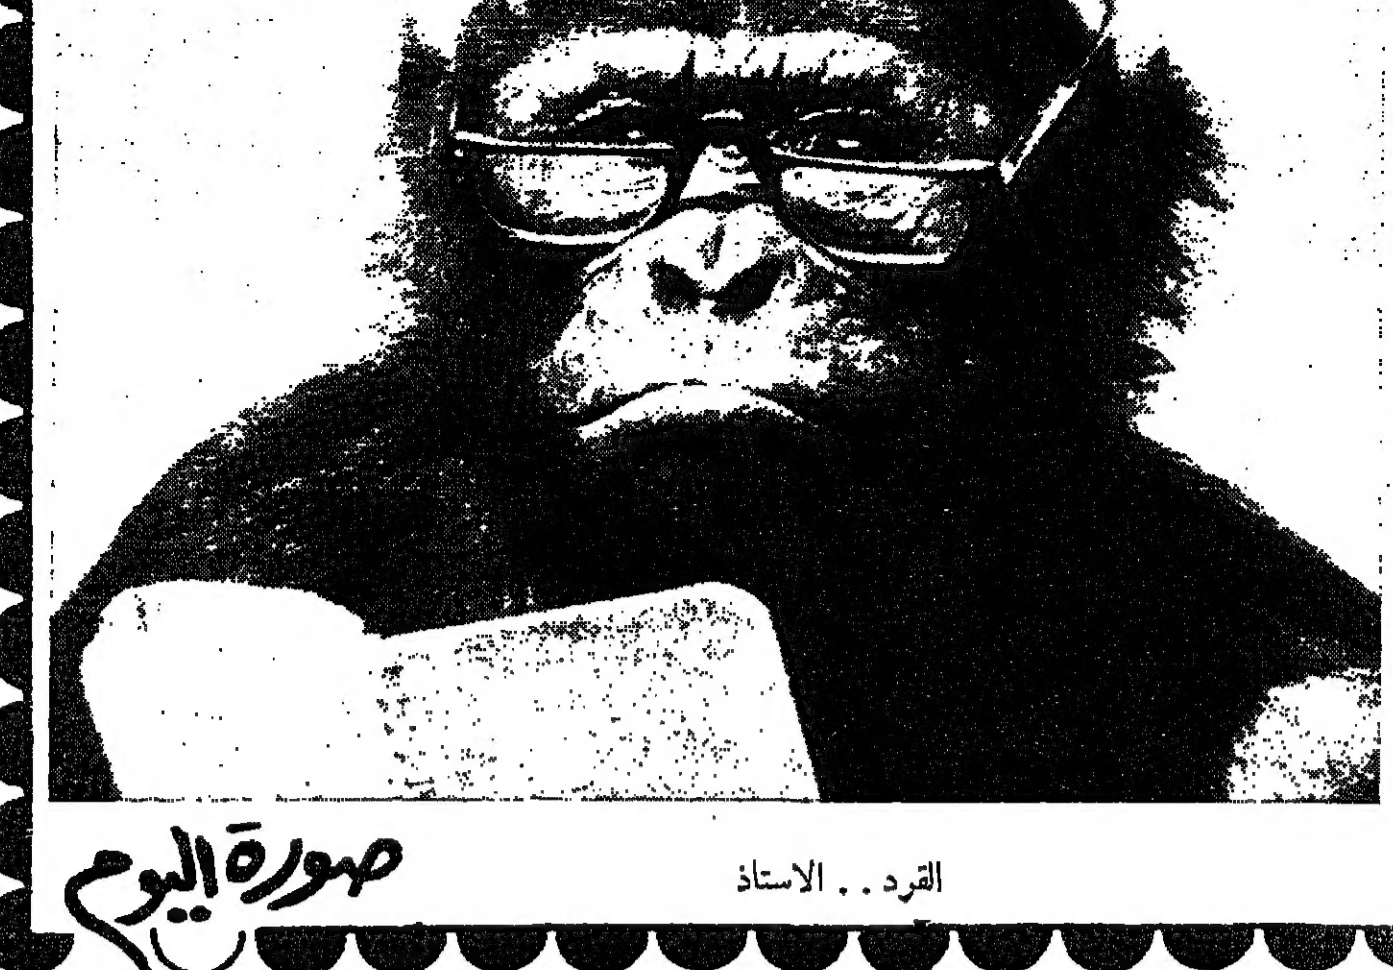 القرد . . الاستاذ
صورة اليوم